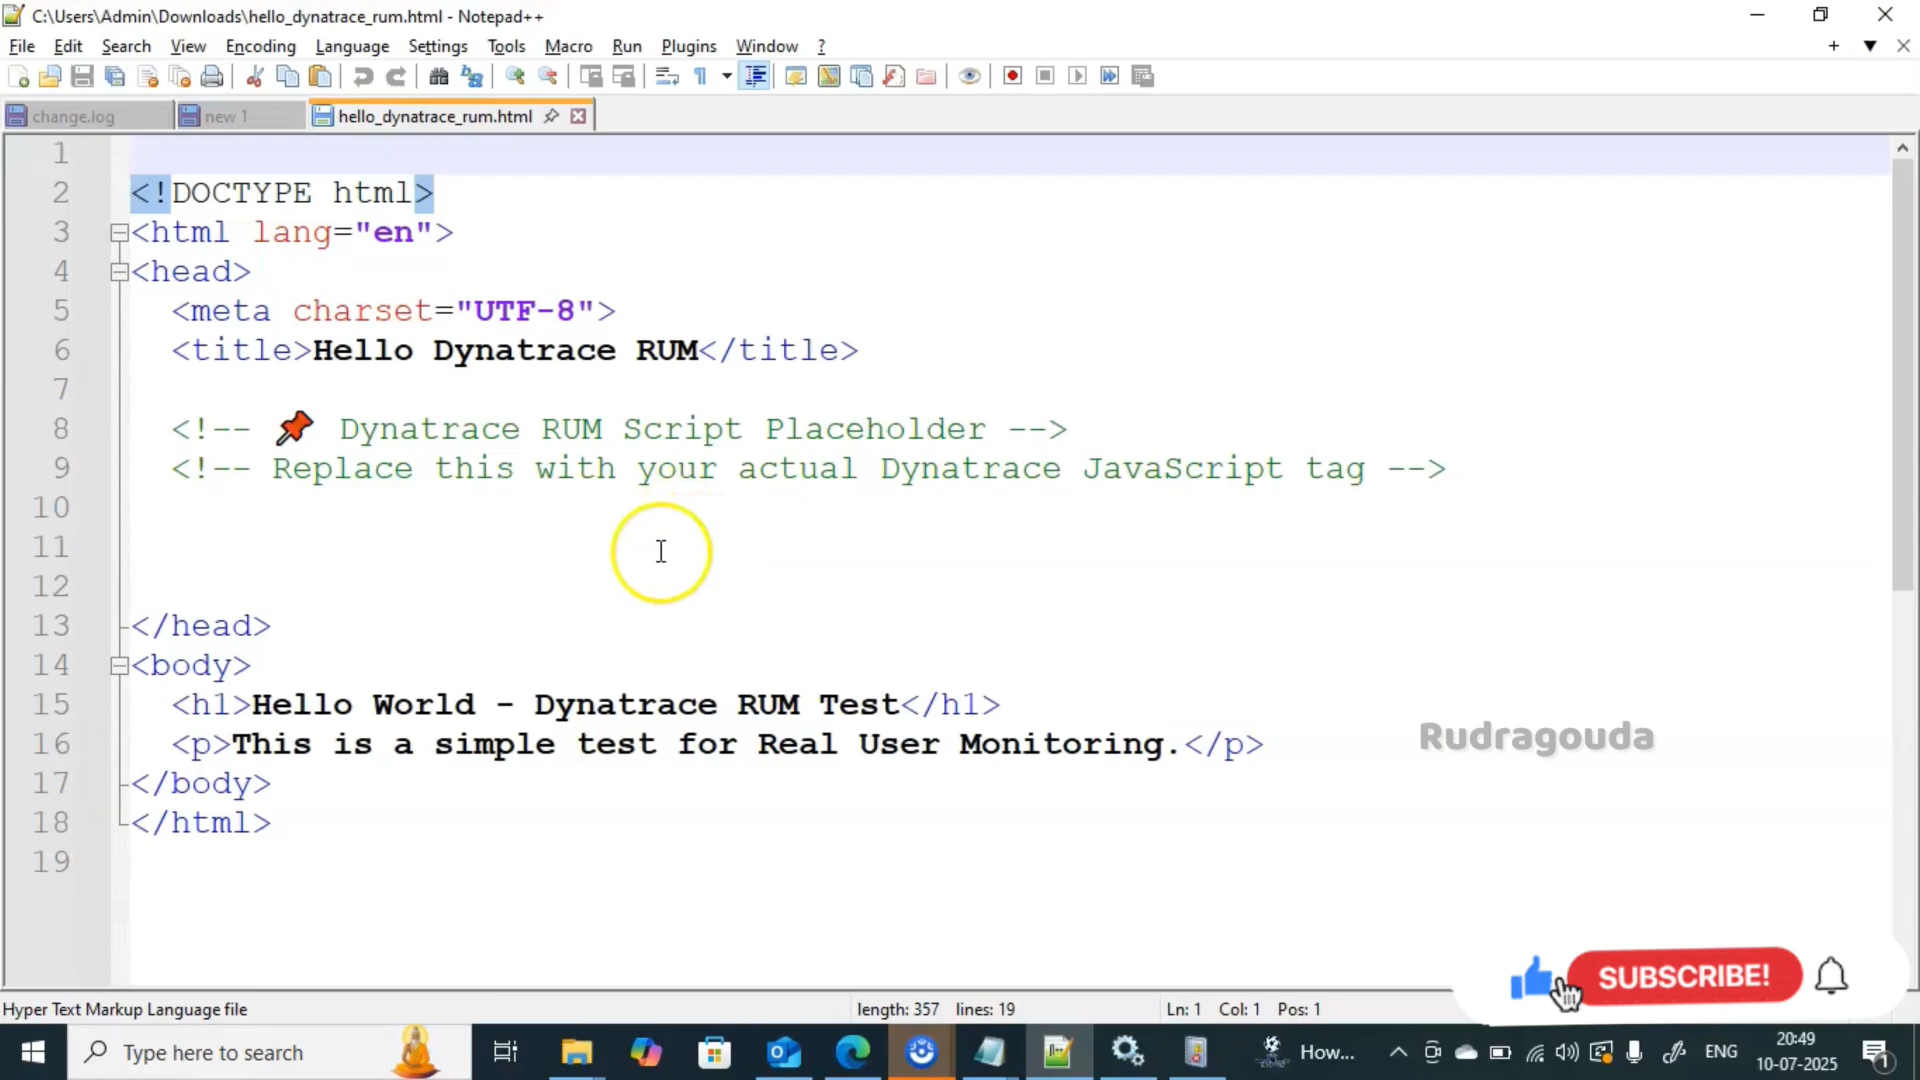 C:\Users\Admin\Downloads\hello_dynatrace_rum.html - Notepad++
File Edit Search View Encoding Language Settings Tools Macro Run Plugins Window ?
change.log new 1 hello_dynatrace_rum.html
1
2 <!DOCTYPE html>
3 <html lang="en">
4 <head>
5 <meta charset="UTF-8">
6 <title>Hello Dynatrace RUM</title>
7
8 <!-- 📌 Dynatrace RUM Script Placeholder -->
9 <!-- Replace this with your actual Dynatrace JavaScript tag -->
10
11
12
13 </head>
14 <body>
15 <h1>Hello World - Dynatrace RUM Test</h1>
16 <p>This is a simple test for Real User Monitoring.</p>
Rudragouda
17 </body>
18 </html>
19
SUBSCRIBE!
Hyper Text Markup Language file length: 357 lines: 19 Ln: 1 Col: 1 Pos: 1
Type here to search How... ENG 20:49
10-07-2025 1